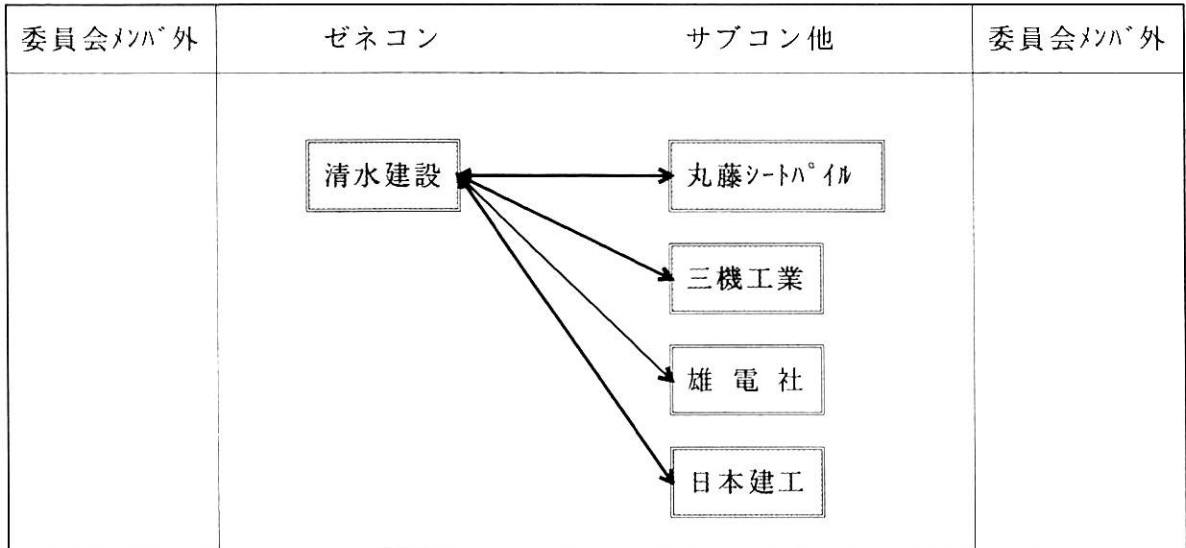 委員会ﾒﾝﾊﾞ外 ゼネコン サブコン他 委員会ﾒﾝﾊﾞ外
清水建設 丸藤ｼｰﾄﾊﾟｲﾙ
三機工業
雄電社
日本建工